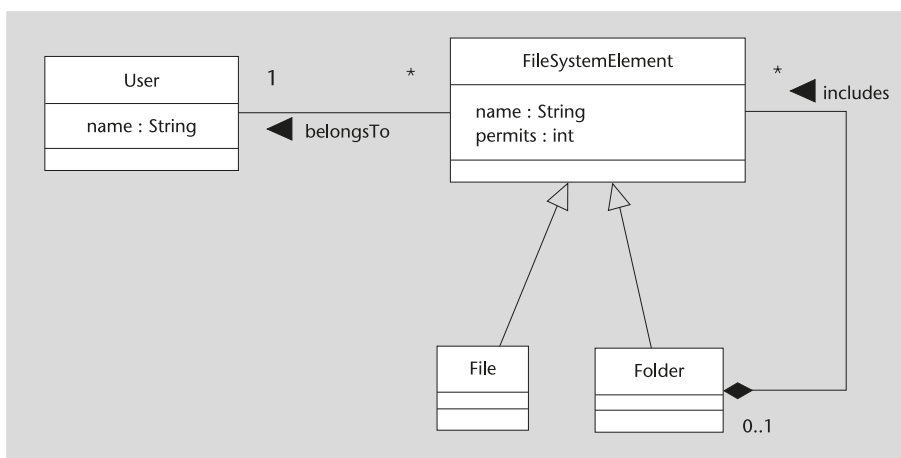 User
name : String
1
*
belongsTo
FileSystemElement
name : String
permits : int
*
includes
File
Folder
0..1